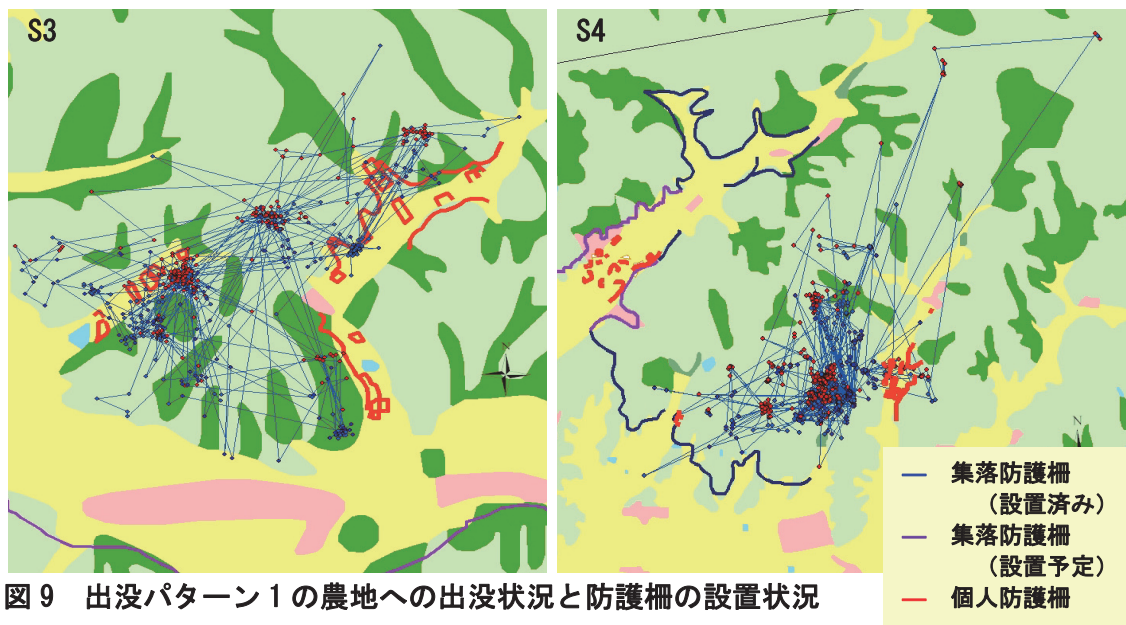 S3
S4
N
N
集落防護柵
（設置済み）
集落防護柵
（設置予定）
個人防護柵
図９　出没パターン１の農地への出没状況と防護柵の設置状況